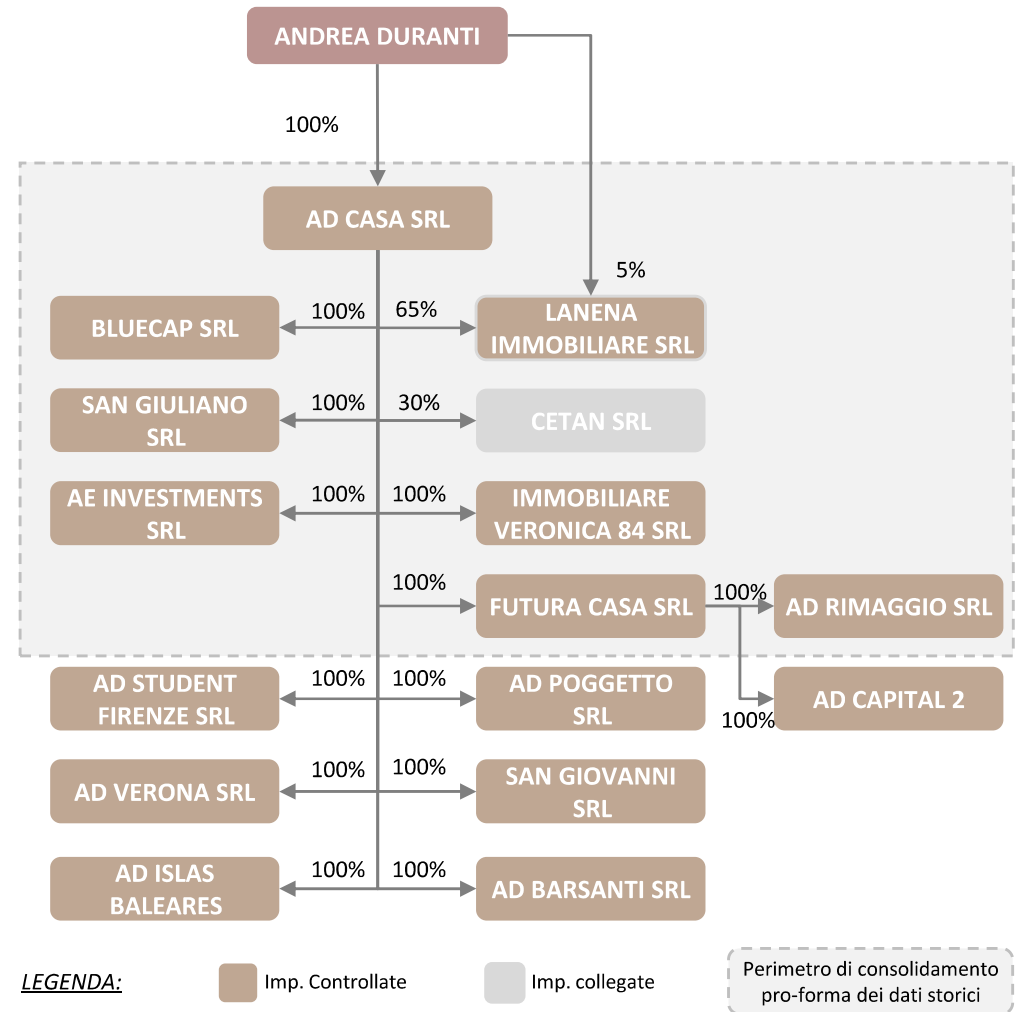 ANDREA DURANTI
100%
AD CASA SRL
5%
BLUECAP SRL
100%
65%
LANENA
IMMOBILIARE SRL
SAN GIULIANO
SRL
100%
30%
CETAN SRL
AE INVESTMENTS
SRL
100%
100%
IMMOBILIARE
VERONICA 84 SRL
100%
FUTURA CASA SRL
100%
AD RIMAGGIO SRL
AD STUDENT
FIRENZE SRL
100%
100%
AD POGGETTO
SRL
100%
AD CAPITAL 2
AD VERONA SRL
100%
100%
SAN GIOVANNI
SRL
AD ISLAS
BALEARES
100%
100%
AD BARSANTI SRL
LEGENDA:
Imp. Controllate
Imp. collegate
Perimetro di consolidamento
pro-forma dei dati storici